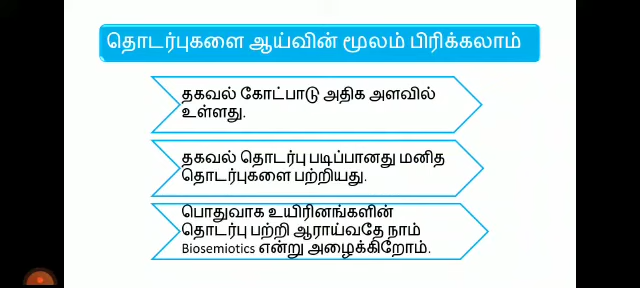 தொடர்புகளை ஆய்வின் மூலம் பிரிக்கலாம்
தகவல் கோட்பாடு அதிக அளவில்
உள்ளது.
தகவல் தொடர்பு படிப்பானது மனித
தொடர்புகளை பற்றியது.
பொதுவாக உயிரினங்களின்
தொடர்பு பற்றி ஆராய்வதே நாம்
Biosemiotics என்று அழைக்கிறோம்.